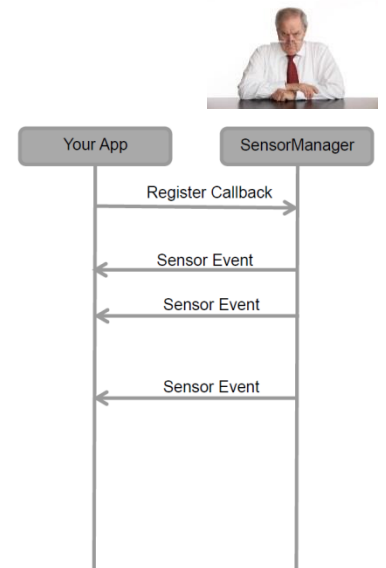 Your App
SensorManager
Register Callback
Sensor Event
Sensor Event
Sensor Event